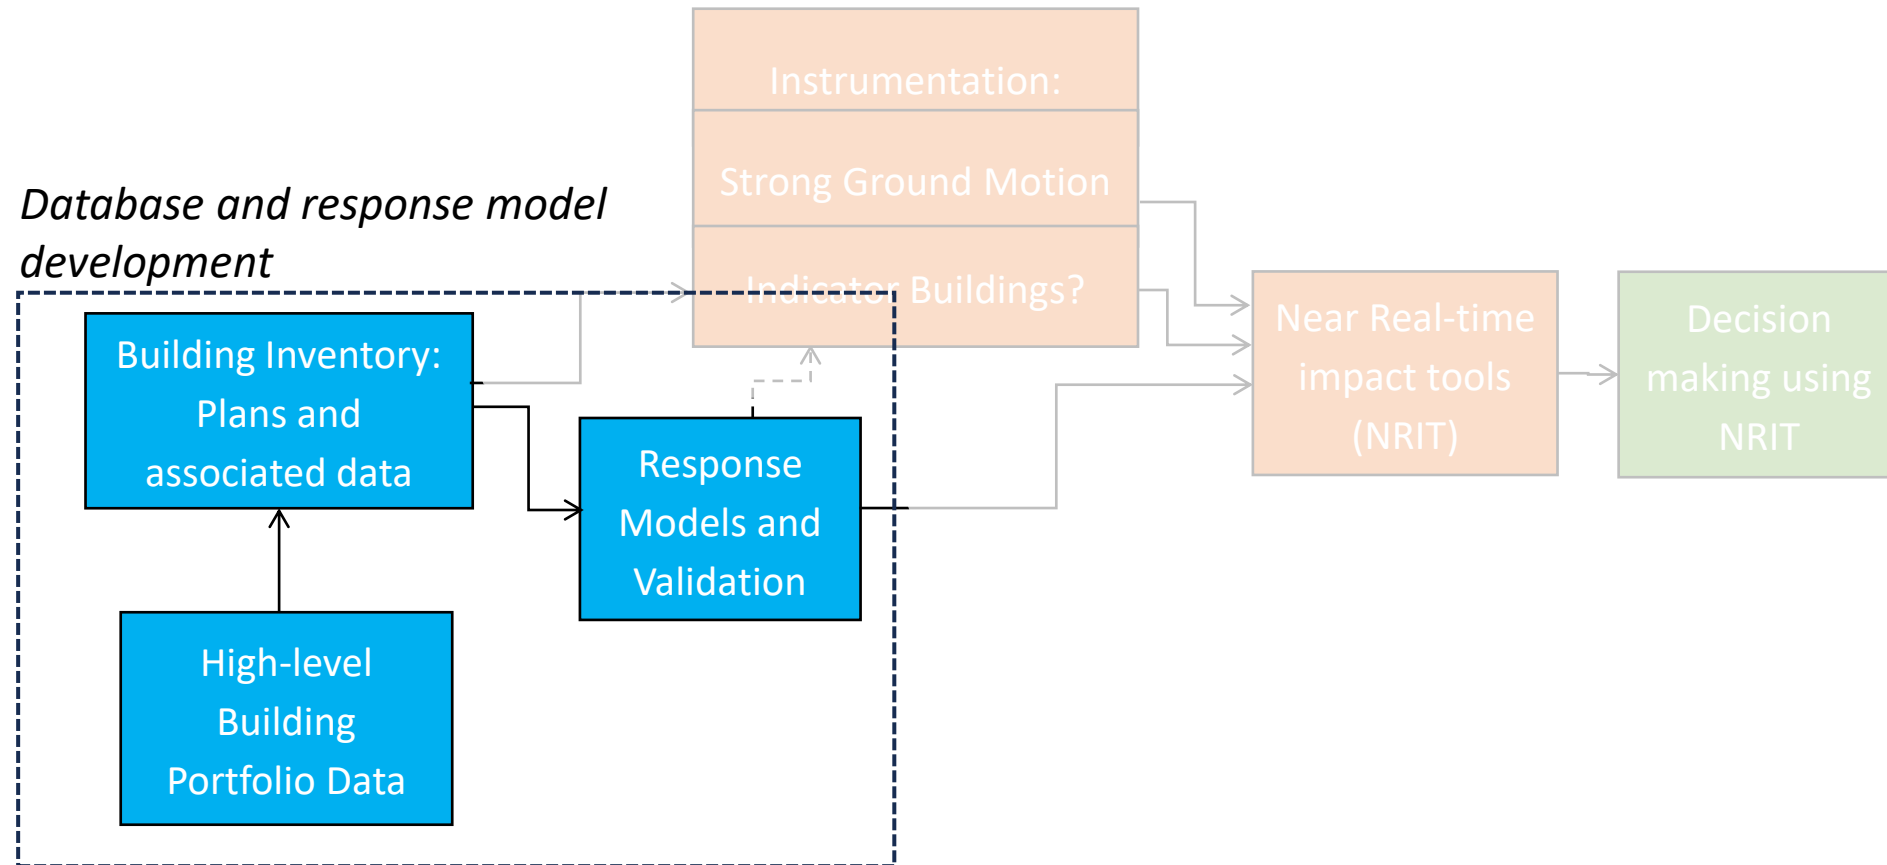 Instrumentation:
Strong Ground Motion
Indicator Buildings?
Database and response model
development
Building Inventory:
Plans and
associated data
Response
Models and
Validation
High-level
Building
Portfolio Data
Near Real-time
impact tools
(NRIT)
Decision
making using
NRIT